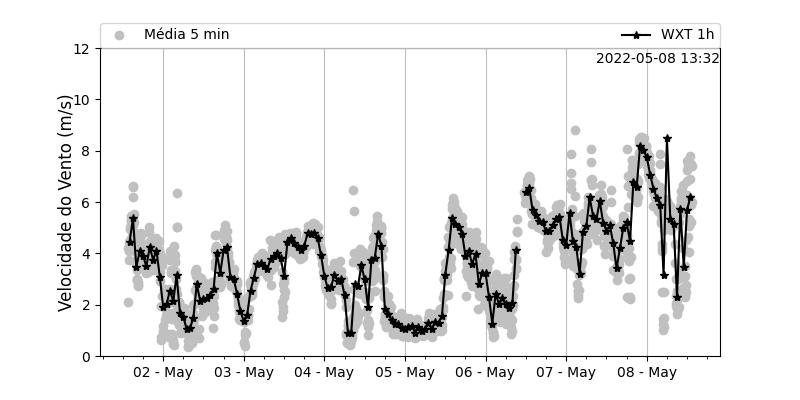 Média 5 min
WXT 1h
2022-05-08 13:32
Velocidade do Vento (m/s)
12
10
8
6
4
2
0
02 - May 03 - May 04 - May 05 - May 06 - May 07 - May 08 - May